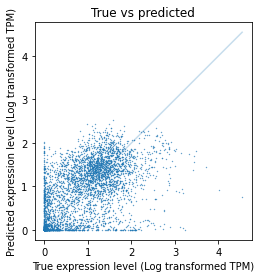 True vs predicted
Predicted expression level (Log transformed TPM)
4
3
2
1
0
0 1 2 3 4
True expression level (Log transformed TPM)